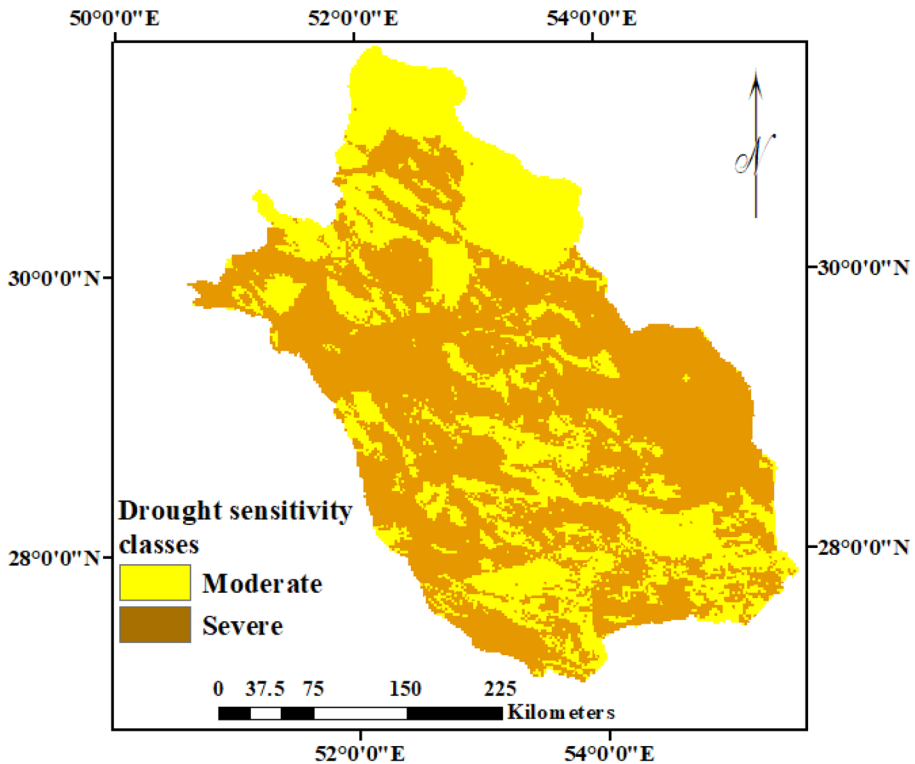 50°0'0"E 52°0'0"E 54°0'0"E
N
30°0'0"N 30°0'0"N
Drought sensitivity
classes
28°0'0"N 28°0'0"N
Moderate
Severe
0 37.5 75 150 225
Kilometers
52°0'0"E 54°0'0"E